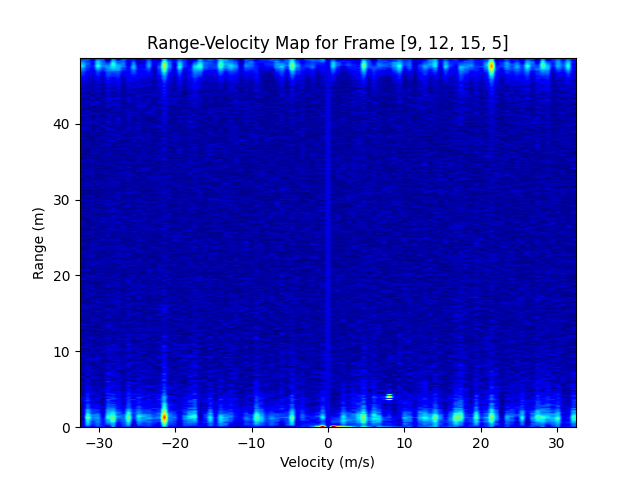 Range-Velocity Map for Frame [9, 12, 15, 5]
40
30
20
10
0
Range (m)
−30 −20 −10 0 10 20 30
Velocity (m/s)